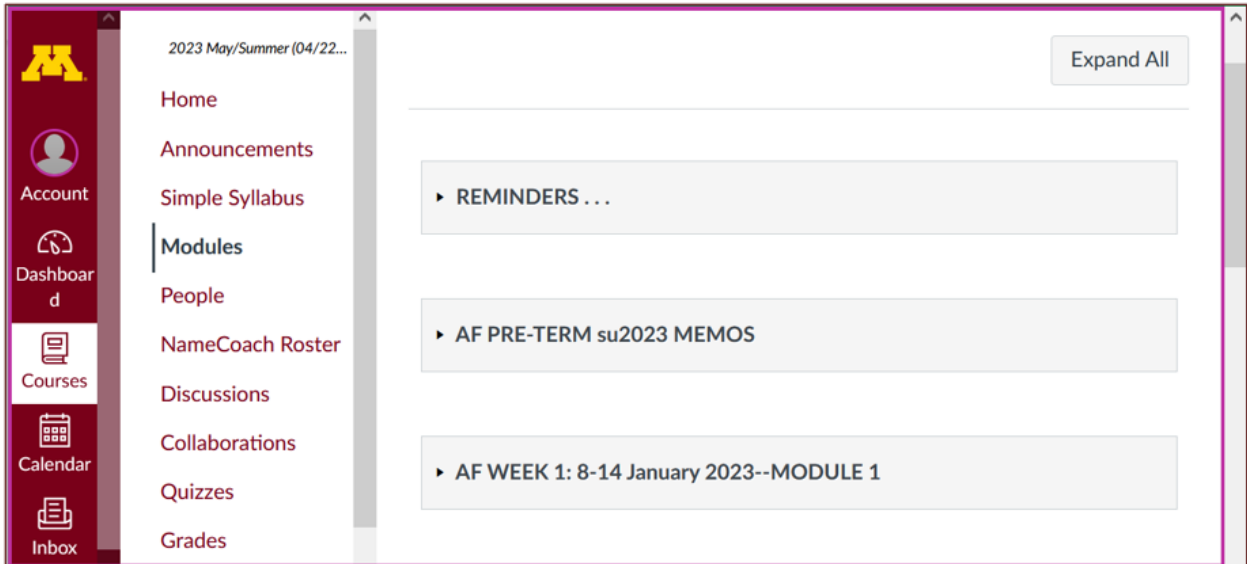 M
Account
Dashboar
d
Courses
Calendar
Inbox
2023 May/Summer (04/22...
Home
Announcements
Simple Syllabus
Modules
People
NameCoach Roster
Discussions
Collaborations
Quizzes
Grades
Expand All
REMINDERS . . .
AF PRE-TERM su2023 MEMOS
AF WEEK 1: 8-14 January 2023--MODULE 1